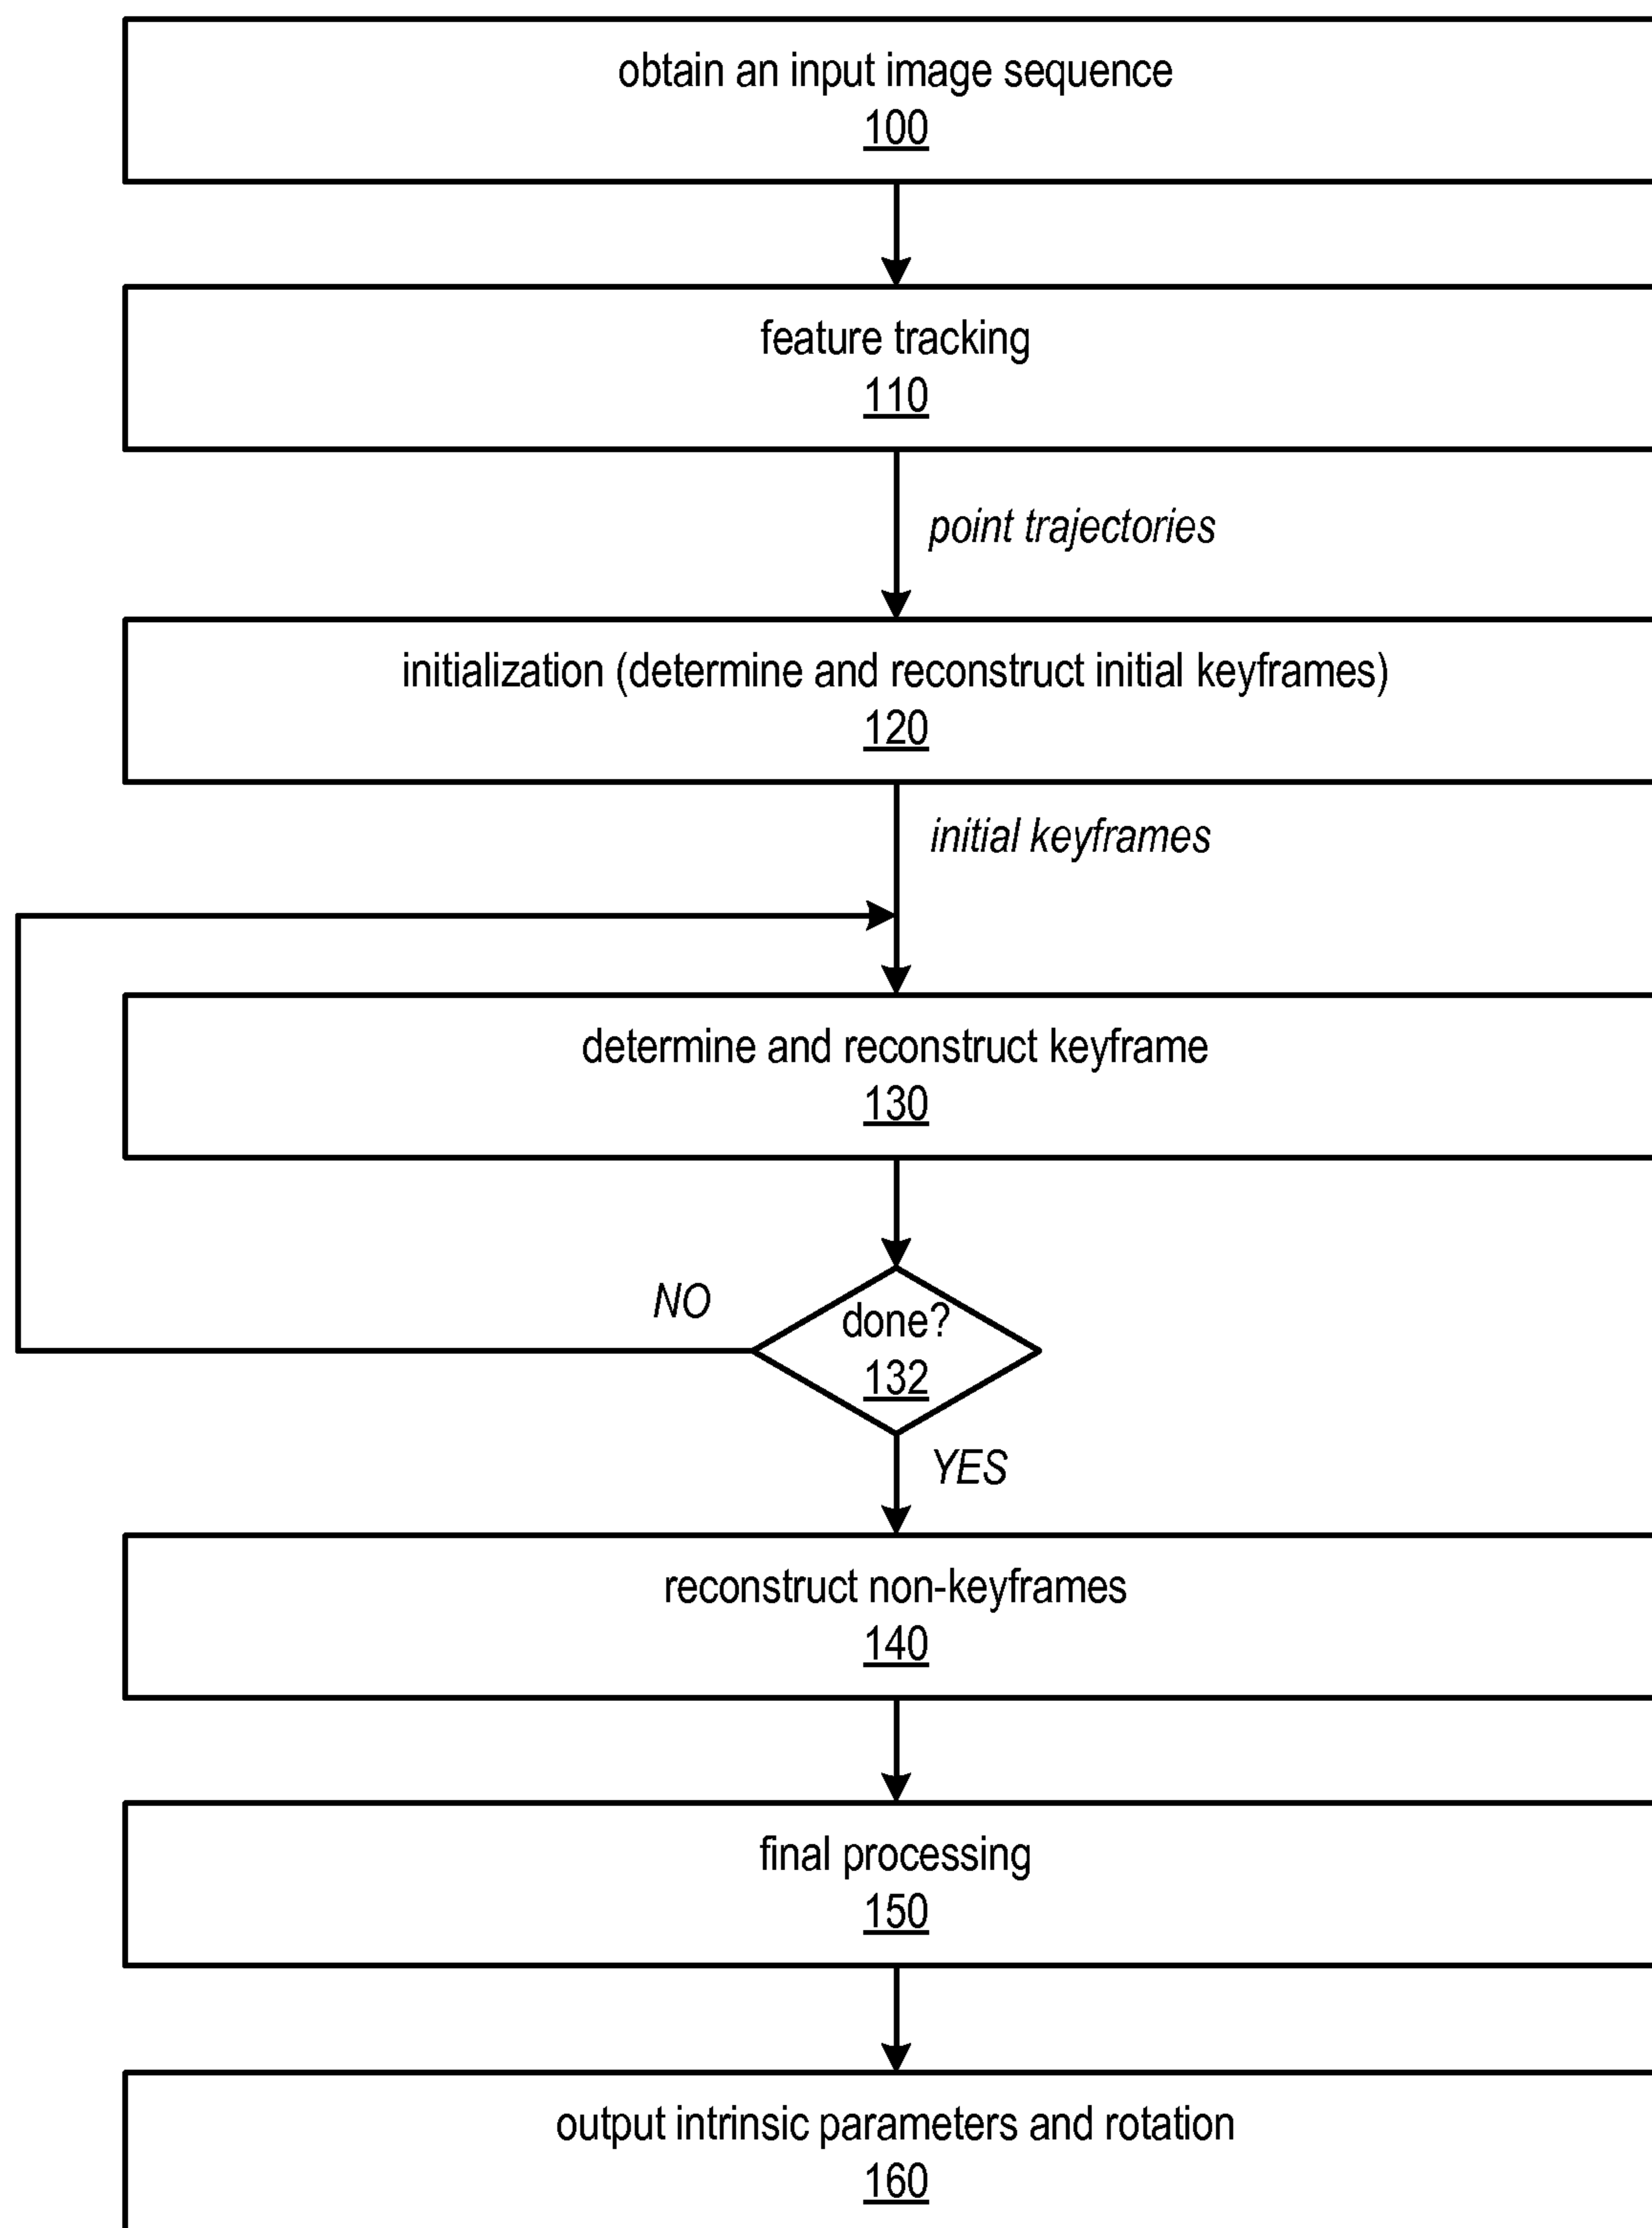 obtain an input image sequence
100
feature tracking
110
point trajectories
initialization (determine and reconstruct initial keyframes)
120
initial keyframes
determine and reconstruct keyframe
130
NO
done?
132
YES
reconstruct non-keyframes
140
final processing
150
output intrinsic parameters and rotation
160